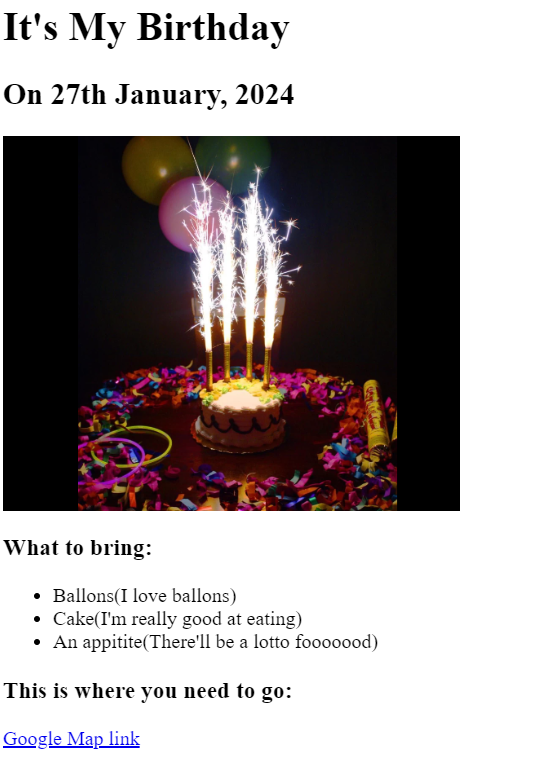 It's My Birthday
On 27th January, 2024
What to bring:
Ballons(I love ballons)
Cake(I'm really good at eating)
An appitite(There'll be a lotto fooooood)
This is where you need to go:
Google Map link